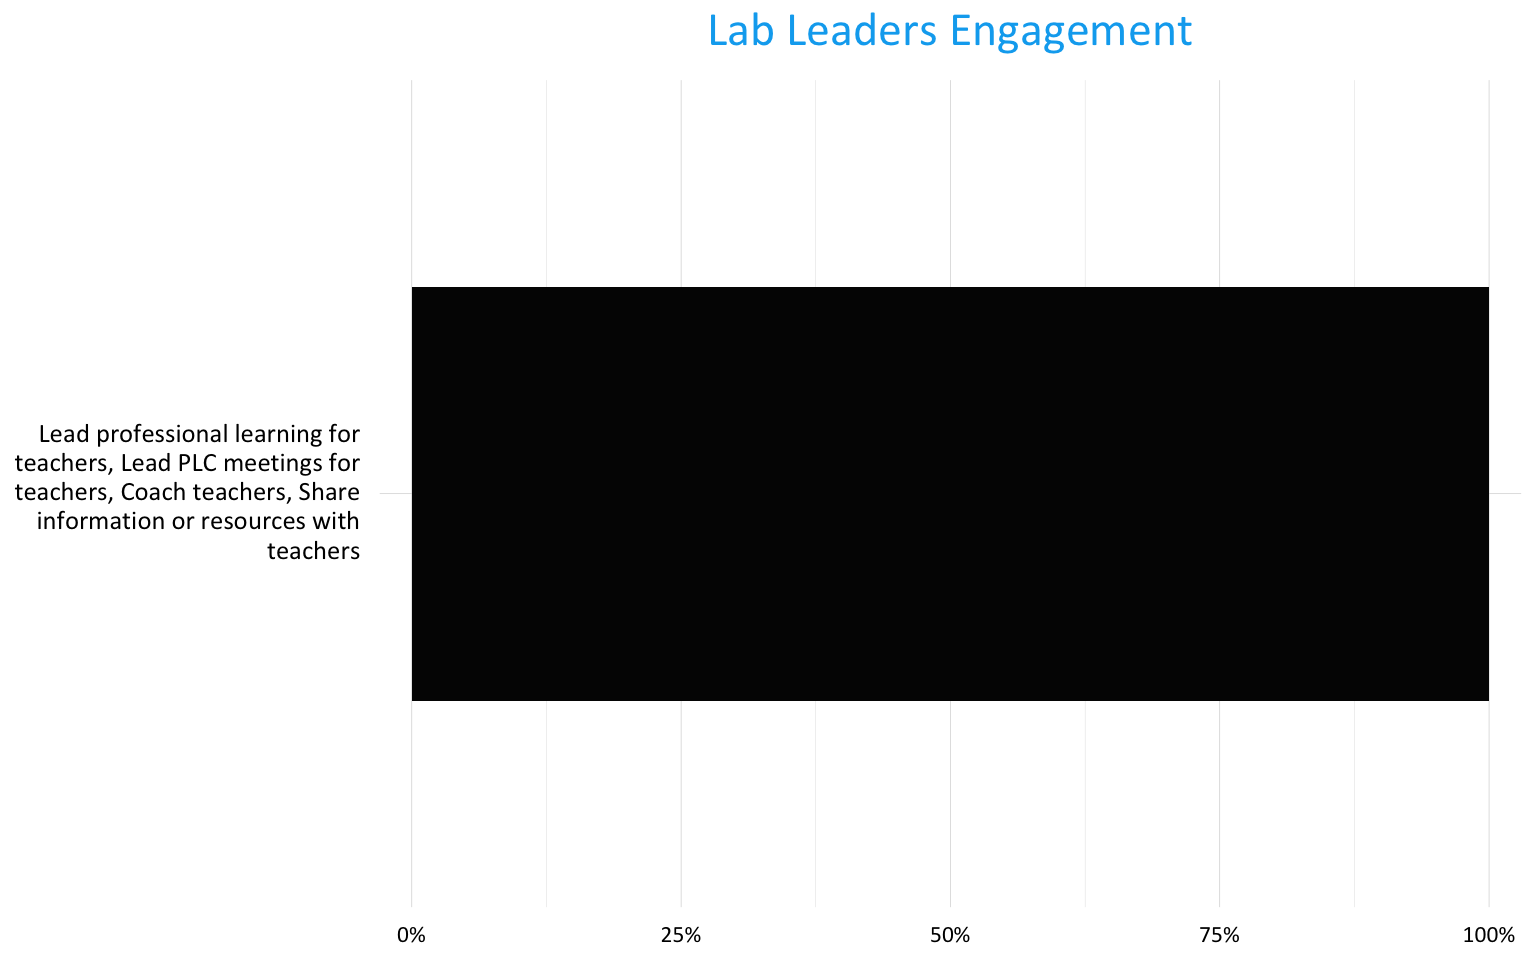 Lab Leaders Engagement
Lead professional learning for
teachers, Lead PLC meetings for
teachers, Coach teachers, Share
information or resources with
teachers
0%
25%
50%
75%
100%